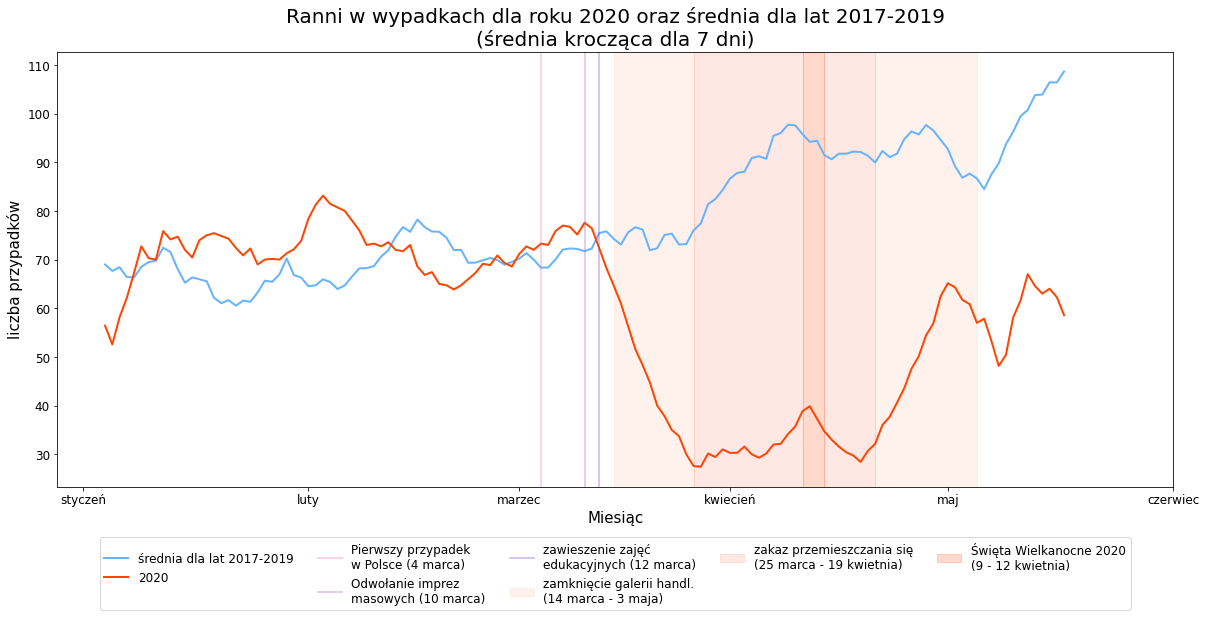 Ranni w wypadkach dla roku 2020 oraz średnia dla lat 2017-2019
(średnia krocząca dla 7 dni)
liczba przypadków
110
100
90
80
70
60
50
40
30
styczeń luty marzec kwiecień maj czerwiec
Miesiąc
średnia dla lat 2017-2019
2020
Pierwszy przypadek
w Polsce (4 marca)
Odwołanie imprez
masowych (10 marca)
zawieszenie zajęć
edukacyjnych (12 marca)
zamknięcie galerii handl.
(14 marca - 3 maja)
zakaz przemieszczania się
(25 marca - 19 kwietnia)
Święta Wielkanocne 2020
(9 - 12 kwietnia)